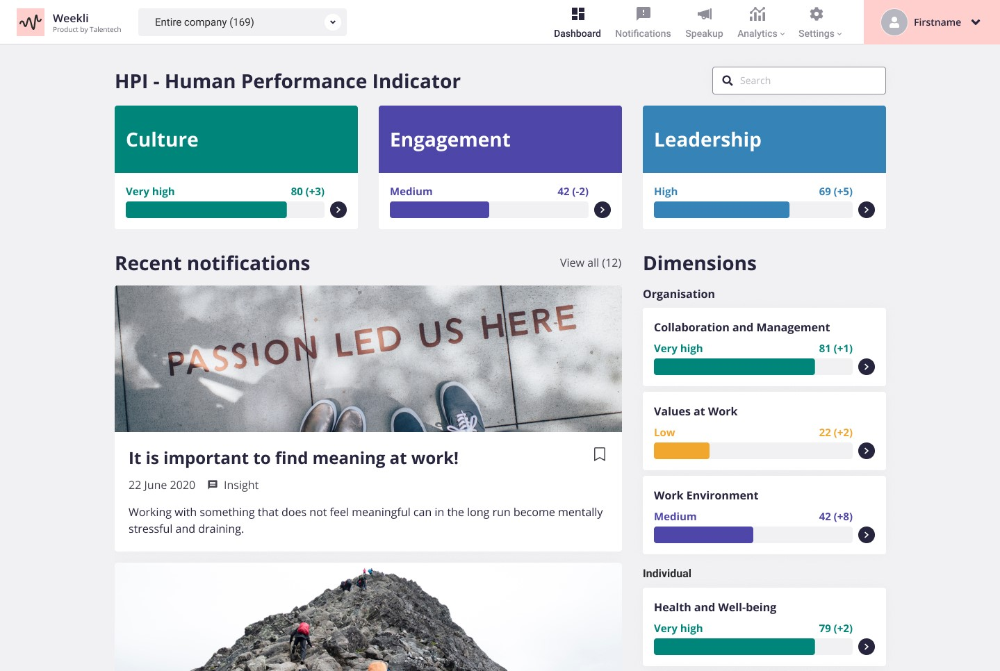 Weekli
Product by Talentech
Entire company (169)
Dashboard
Notifications
Speakup
Analytics
Settings
Firstname
HPI - Human Performance Indicator
Search
Culture
Very high 80 (+3)
Engagement
Medium 42 (-2)
Leadership
High 69 (+5)
Recent notifications
View all (12)
PASSION LED US HERE
It is important to find meaning at work!
22 June 2020 Insight
Working with something that does not feel meaningful can in the long run become mentally
stressful and draining.
Dimensions
Organisation
Collaboration and Management
Very high 81 (+1)
Values at Work
Low 22 (+2)
Work Environment
Medium 42 (+8)
Individual
Health and Well-being
Very high 79 (+2)